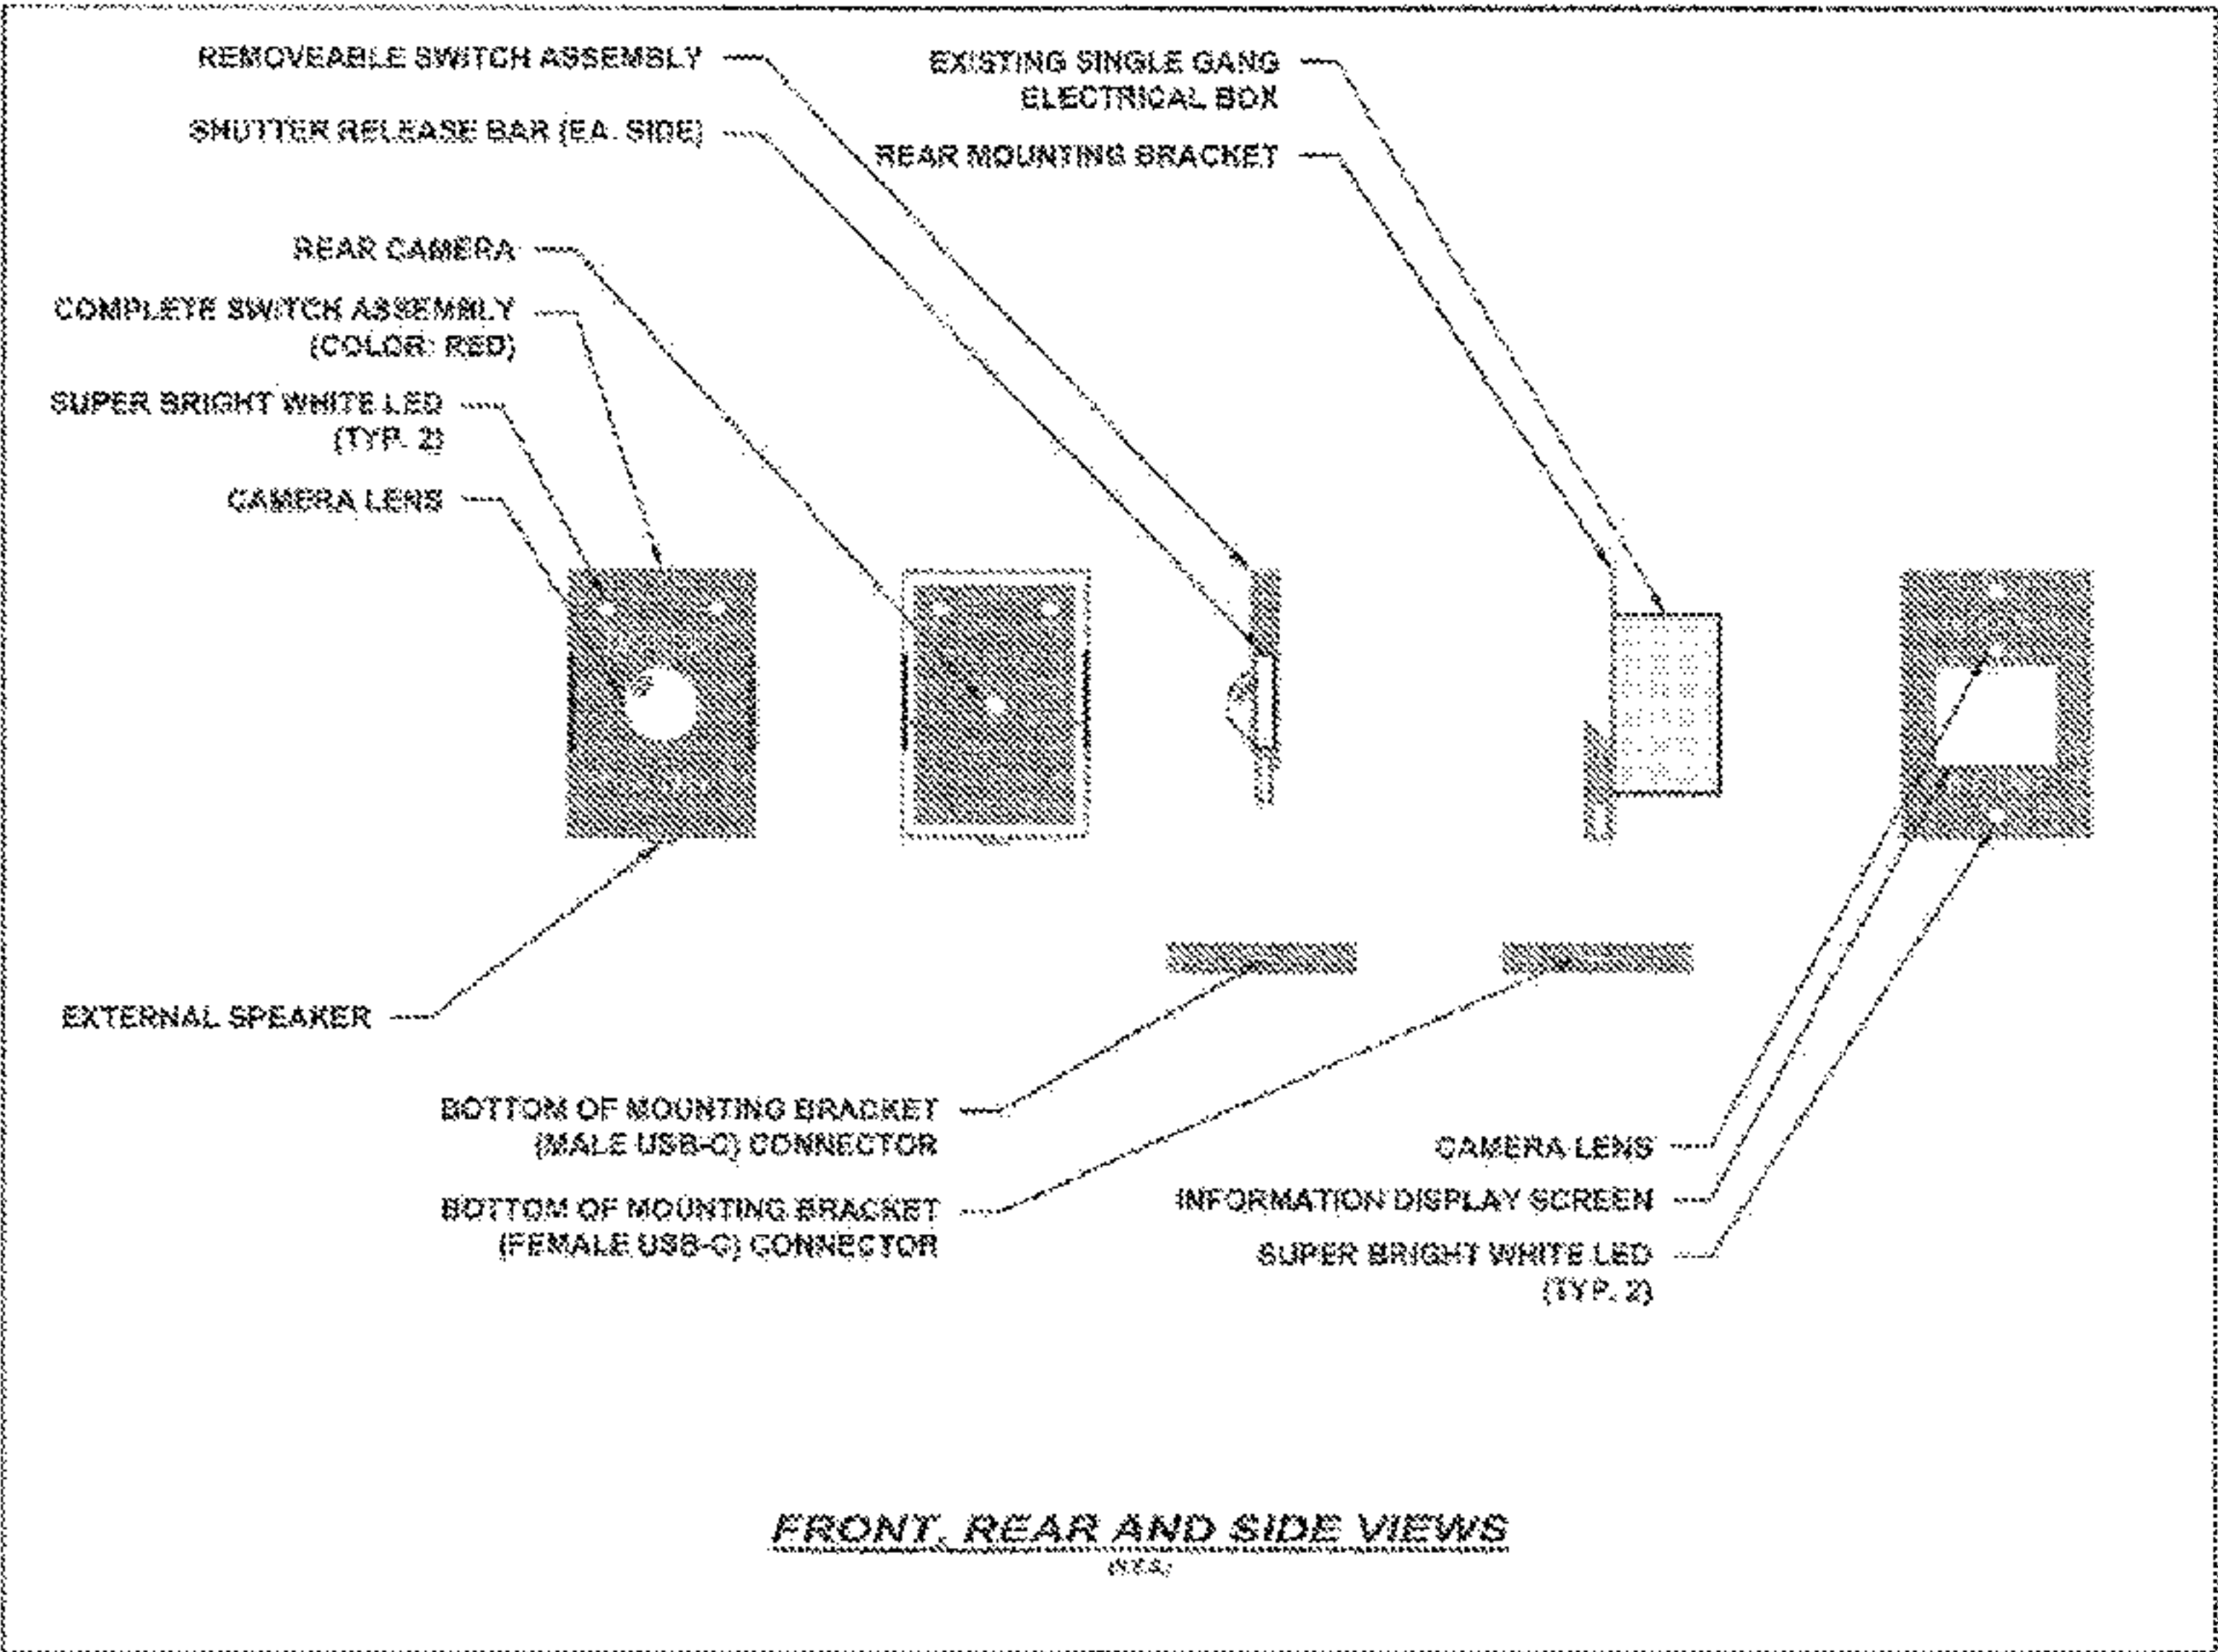 REMOVEABLE SWITCH ASSEMBLY
SHUTTER RELEASE BAR (EA. SIDE)
EXISTING SINGLE GANG
ELECTRICAL BOX
REAR MOUNTING BRACKET
REAR CAMERA
COMPLETE SWITCH ASSEMBLY
(COLOR: RED)
SUPER BRIGHT WHITE LED
(TYP. 2)
CAMERA LENS
EXTERNAL SPEAKER
BOTTOM OF MOUNTING BRACKET
(MALE USB-C) CONNECTOR
BOTTOM OF MOUNTING BRACKET
(FEMALE USB-C) CONNECTOR
CAMERA LENS
INFORMATION DISPLAY SCREEN
SUPER BRIGHT WHITE LED
(TYP. 2)
FRONT, REAR AND SIDE VIEWS